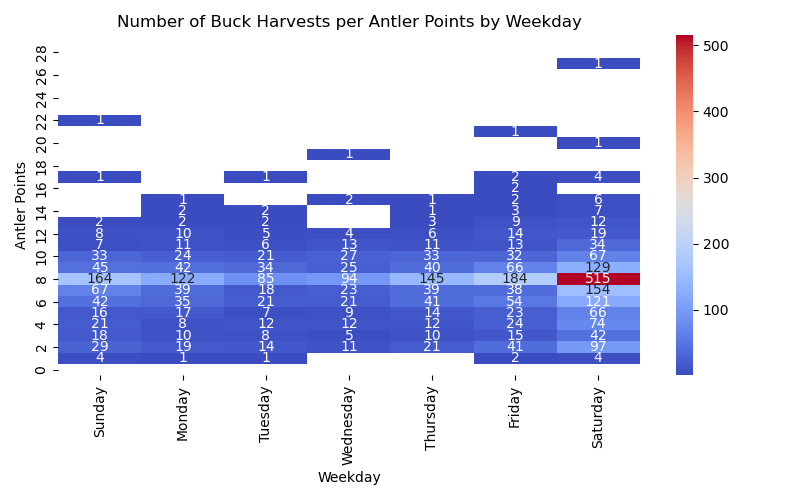 Number of Buck Harvests per Antler Points by Weekday
Antler Points
28
1
26
24
22 1
1
20 1
1
18
1 1 2 4
16 2
1 2 1 2 6
14 2 2 1 3 7
2 2 2 3 9 12
12 8 10 5 4 6 14 19
7 11 6 13 11 13 34
10 33 24 21 27 33 32 67
45 42 34 25 40 66 129
8 164 122 85 94 145 184 515
67 39 18 23 39 38 154
6 42 35 21 21 41 54 121
16 17 7 9 14 23 66
4 21 8 12 12 12 24 74
18 10 8 5 10 15 42
2 29 19 14 11 21 41 97
4 1 1 2 4
0
Sunday Monday Tuesday Wednesday Thursday Friday Saturday
Weekday
500
400
300
200
100